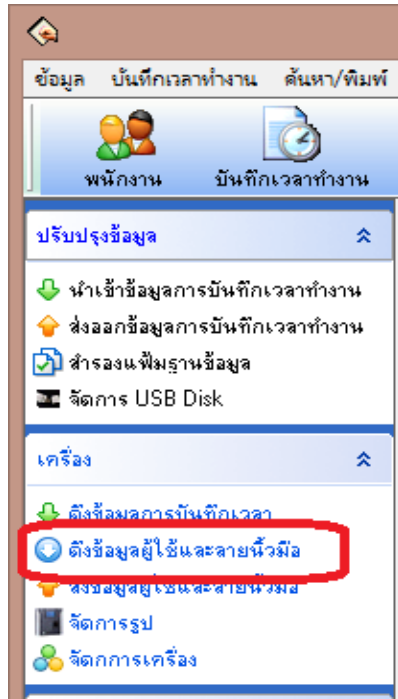 ข้อมูล บันทึกเวลาทำงาน ค้นหา/พิมพ์
พนักงาน บันทึกเวลาทำงาน
ปรับปรุงข้อมูล
นำเข้าข้อมูลการบันทึกเวลาทำงาน
ส่งออกข้อมูลการบันทึกเวลาทำงาน
สำรองแฟ้มฐานข้อมูล
จัดการ USB Disk
เครื่อง
ดึงข้อมูลการบันทึกเวลา
ดึงข้อมูลผู้ใช้และลายนิ้วมือ
ส่งข้อมูลผู้ใช้และลายนิ้วมือ
จัดการรูป
จัดกการเครื่อง